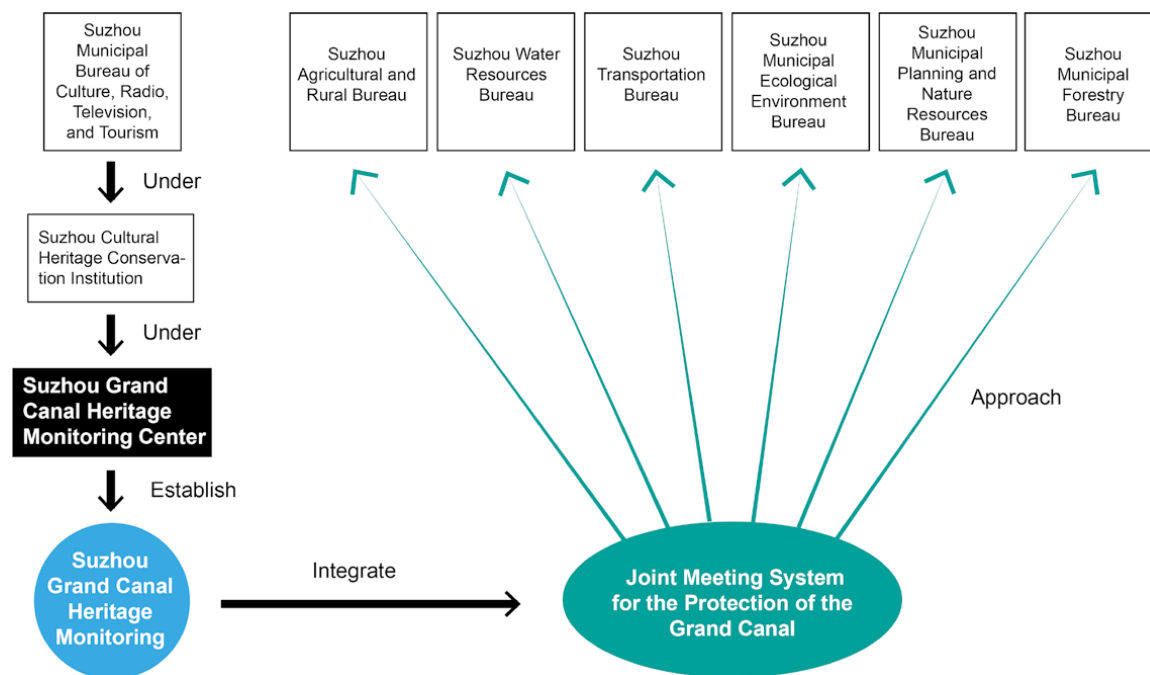 Suzhou
Municipal
Bureau of
Culture, Radio,
Television,
and Tourism
Suzhou
Agricultural and
Rural Bureau
Suzhou Water
Resources
Bureau
Suzhou
Transportation
Bureau
Suzhou
Municipal
Ecological
Environment
Bureau
Suzhou
Municipal
Planning and
Nature
Resources
Bureau
Suzhou
Municipal
Forestry
Bureau
Under
Suzhou Cultural
Heritage Conserva-
tion Institution
Under
Suzhou Grand
Canal Heritage
Monitoring Center
Approach
Establish
Suzhou
Grand Canal
Heritage
Monitoring
Integrate
Joint Meeting System
for the Protection of the
Grand Canal